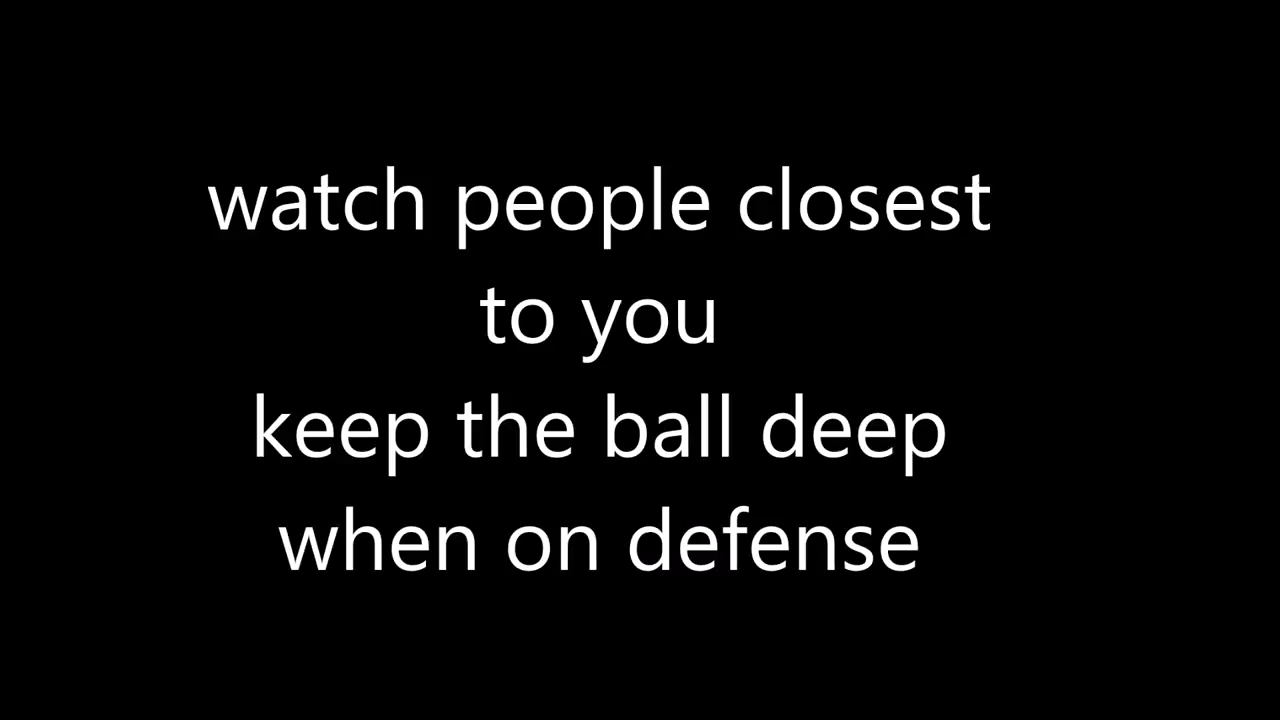 watch people closest
to you
keep the ball deep
when on defense